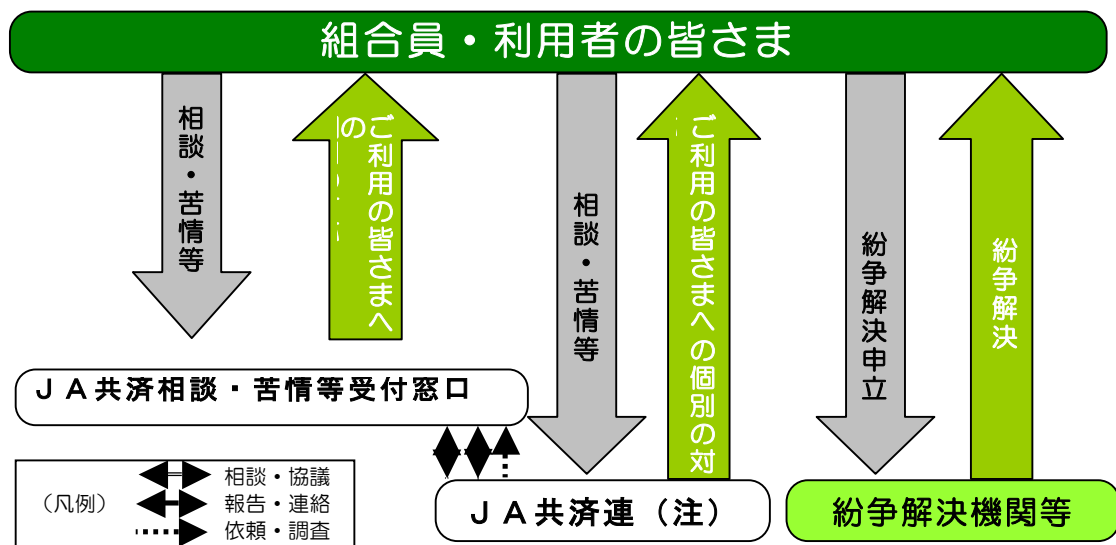 組合員・利用者の皆さま
相談・苦情等
ご利用の皆さまへ
の
相談・苦情等
ご利用の皆さまへの個別の対
紛争解決申立
紛争解決
ＪＡ共済相談・苦情等受付窓口
（凡例）
相談・協議
報告・連絡
依頼・調査
ＪＡ共済連（注）
紛争解決機関等